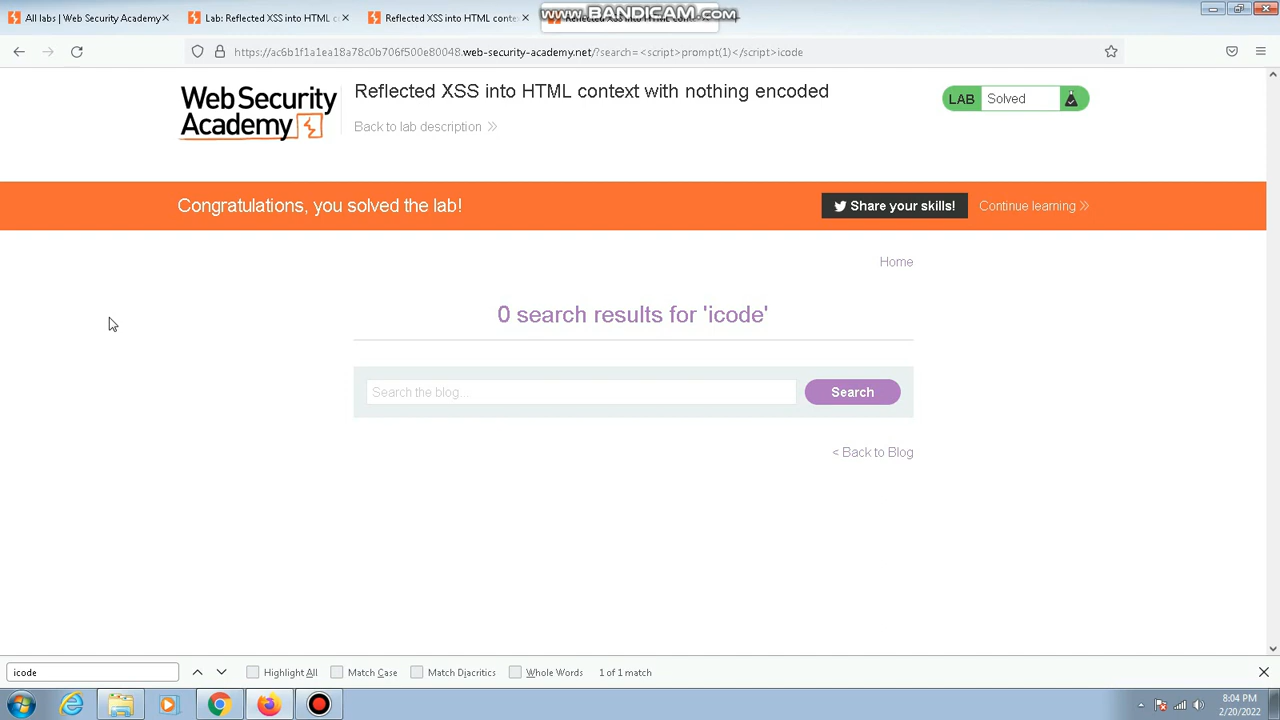 All labs | Web Security Academy
Lab: Reflected XSS into HTML c
Reflected XSS into HTML conte
WWW.BANDICAM.COM
https://ac6b1f1a1ea18a78c0b706f500e80048.web-security-academy.net/?search=<script>prompt(1)</script>icode
Web Security
Academy
Reflected XSS into HTML context with nothing encoded
Back to lab description
LAB Solved
Congratulations, you solved the lab!
Share your skills!
Continue learning
Home
0 search results for 'icode'
Search the blog...
Search
< Back to Blog
icode
Highlight All
Match Case
Match Diacritics
Whole Words
1 of 1 match
8:04 PM
2/20/2022